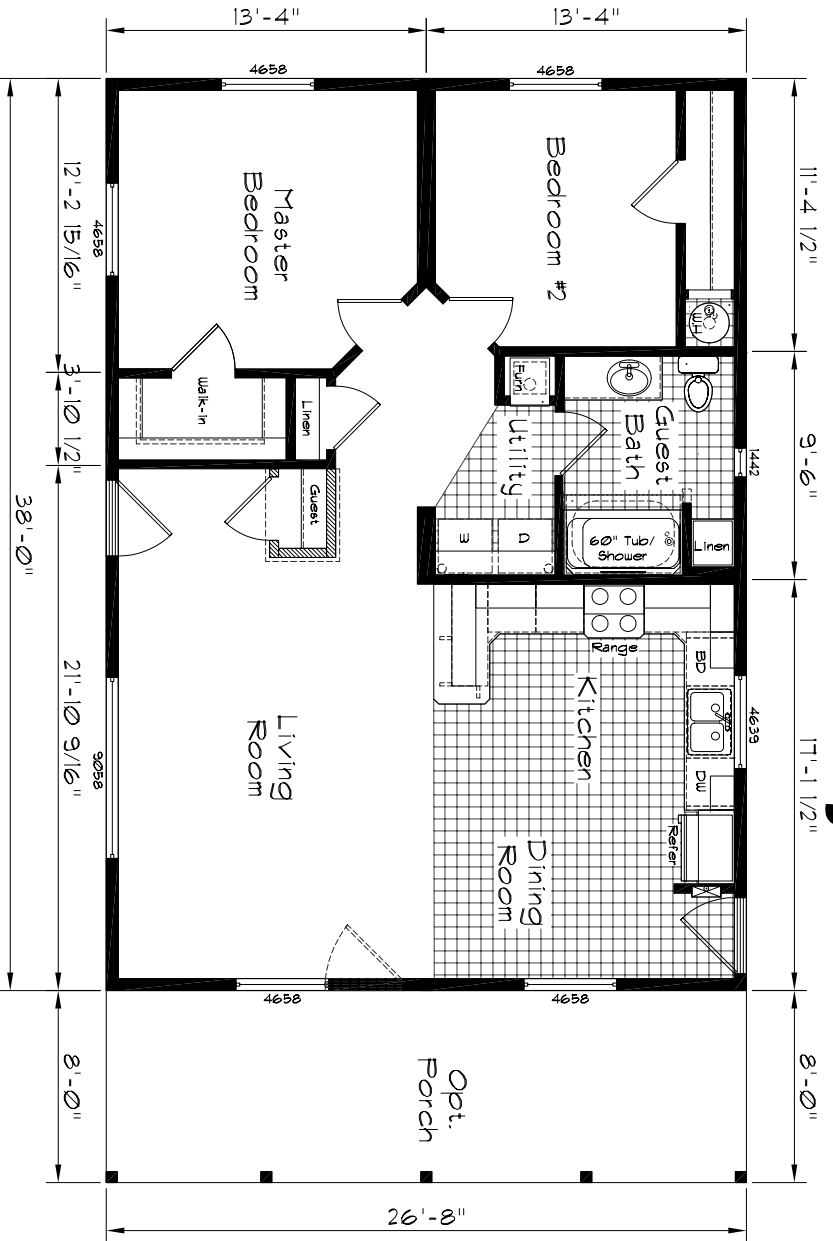 13'-4"
13'-4"
4658
4658
12'-2 15/16"
4658
3'-10 1/2"
38'-0"
21'-10 9/16"
9058
8'-0"
11'-4 1/2"
9'-6"
1442
4639
17'-1 1/2"
8'-0"
Master
Bedroom
Bedroom #2
WH
Walk-in
Linen
Furn
Utility
Guest
Bath
Guest
W
D
60" Tub/
Shower
Linen
Range
BD
Kitchen
DW
Refer
Living
Room
Dining
Room
4658
4658
Opt.
Porch
26'-8"